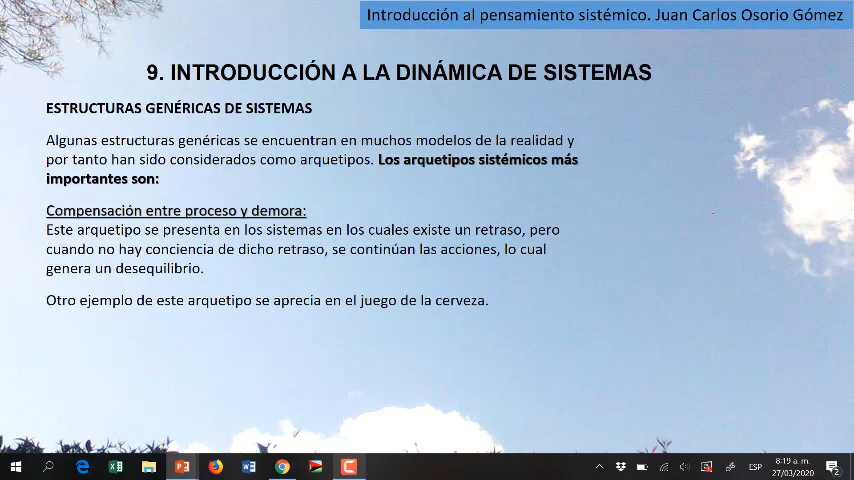 Introducción al pensamiento sistémico. Juan Carlos Osorio Gómez
9. INTRODUCCIÓN A LA DINÁMICA DE SISTEMAS
ESTRUCTURAS GENÉRICAS DE SISTEMAS
Algunas estructuras genéricas se encuentran en muchos modelos de la realidad y
por tanto han sido considerados como arquetipos. Los arquetipos sistémicos más
importantes son:
Compensación entre proceso y demora:
Este arquetipo se presenta en los sistemas en los cuales existe un retraso, pero
cuando no hay conciencia de dicho retraso, se continúan las acciones, lo cual
genera un desequilibrio.
Otro ejemplo de este arquetipo se aprecia en el juego de la cerveza.
ESP
8:19 a. m.
27/03/2020
2